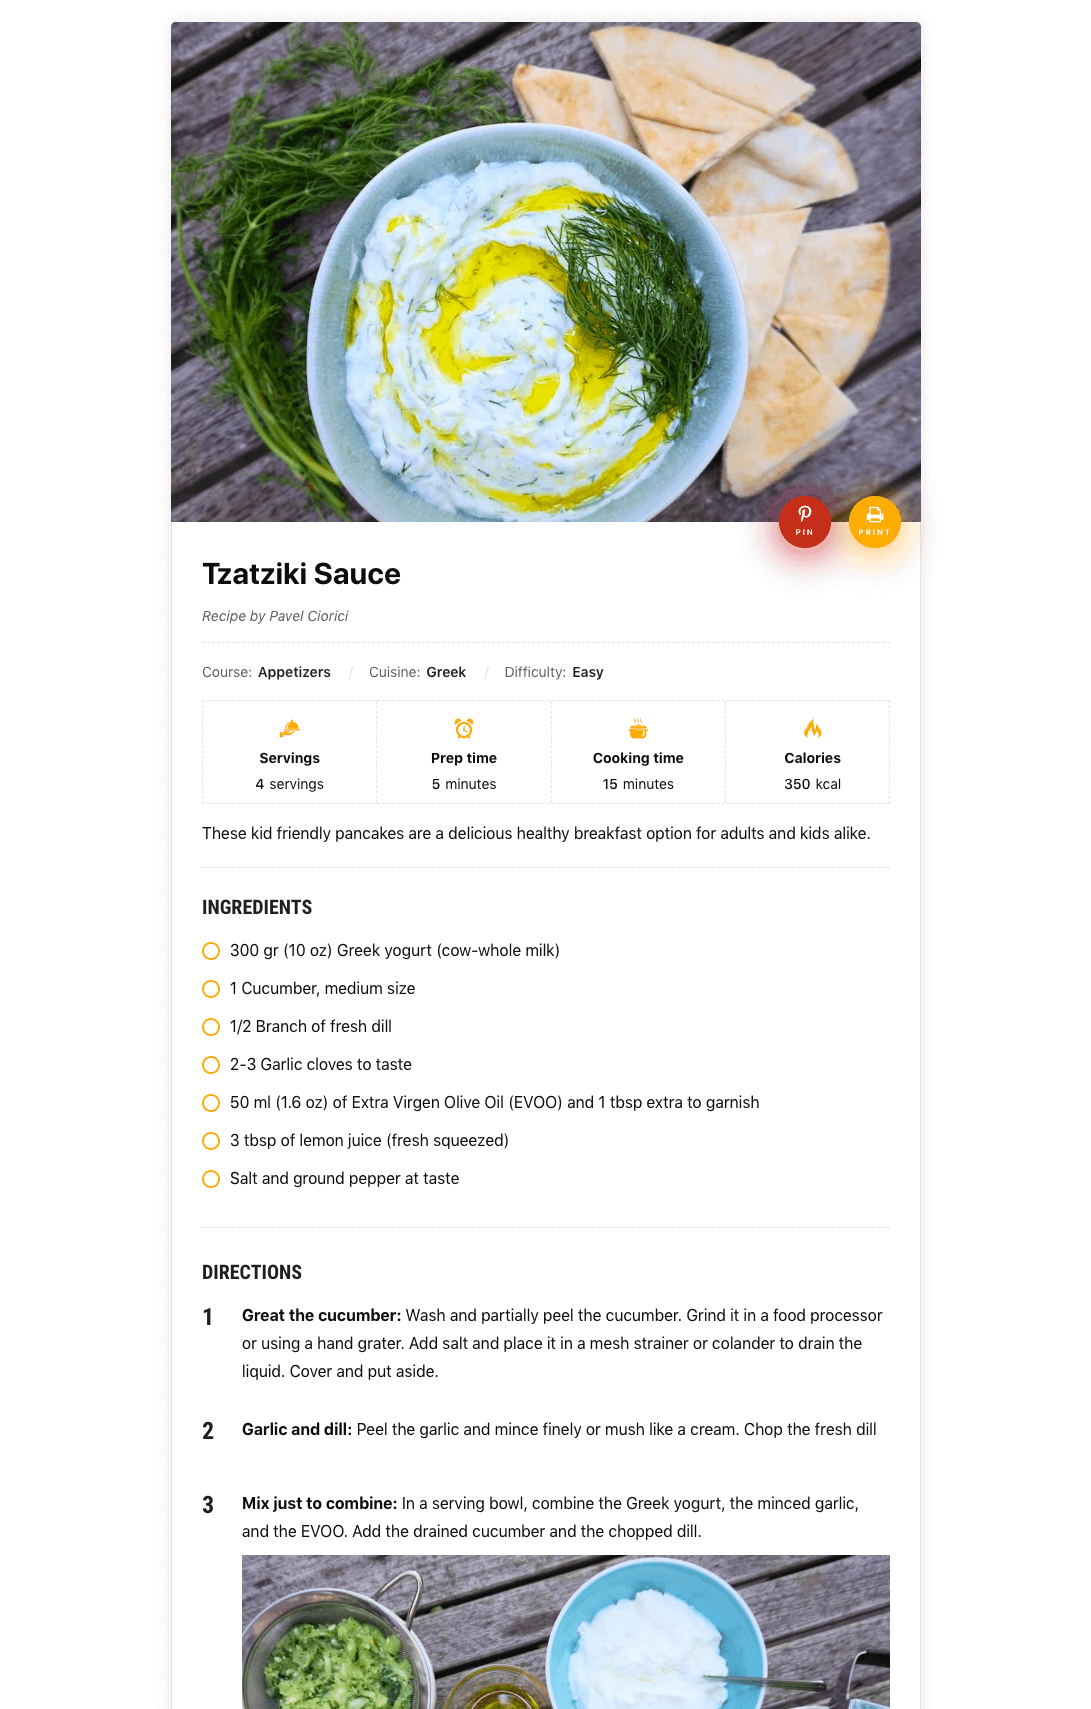 PIN
PRINT
Tzatziki Sauce
Recipe by Pavel Ciorici
Course: Appetizers / Cuisine: Greek / Difficulty: Easy
Servings
4 servings
Prep time
5 minutes
Cooking time
15 minutes
Calories
350 kcal
These kid friendly pancakes are a delicious healthy breakfast option for adults and kids alike.
INGREDIENTS
300 gr (10 oz) Greek yogurt (cow-whole milk)
1 Cucumber, medium size
1/2 Branch of fresh dill
2-3 Garlic cloves to taste
50 ml (1.6 oz) of Extra Virgen Olive Oil (EVOO) and 1 tbsp extra to garnish
3 tbsp of lemon juice (fresh squeezed)
Salt and ground pepper at taste
DIRECTIONS
1 Great the cucumber: Wash and partially peel the cucumber. Grind it in a food processor
or using a hand grater. Add salt and place it in a mesh strainer or colander to drain the
liquid. Cover and put aside.
2 Garlic and dill: Peel the garlic and mince finely or mush like a cream. Chop the fresh dill
3 Mix just to combine: In a serving bowl, combine the Greek yogurt, the minced garlic,
and the EVOO. Add the drained cucumber and the chopped dill.